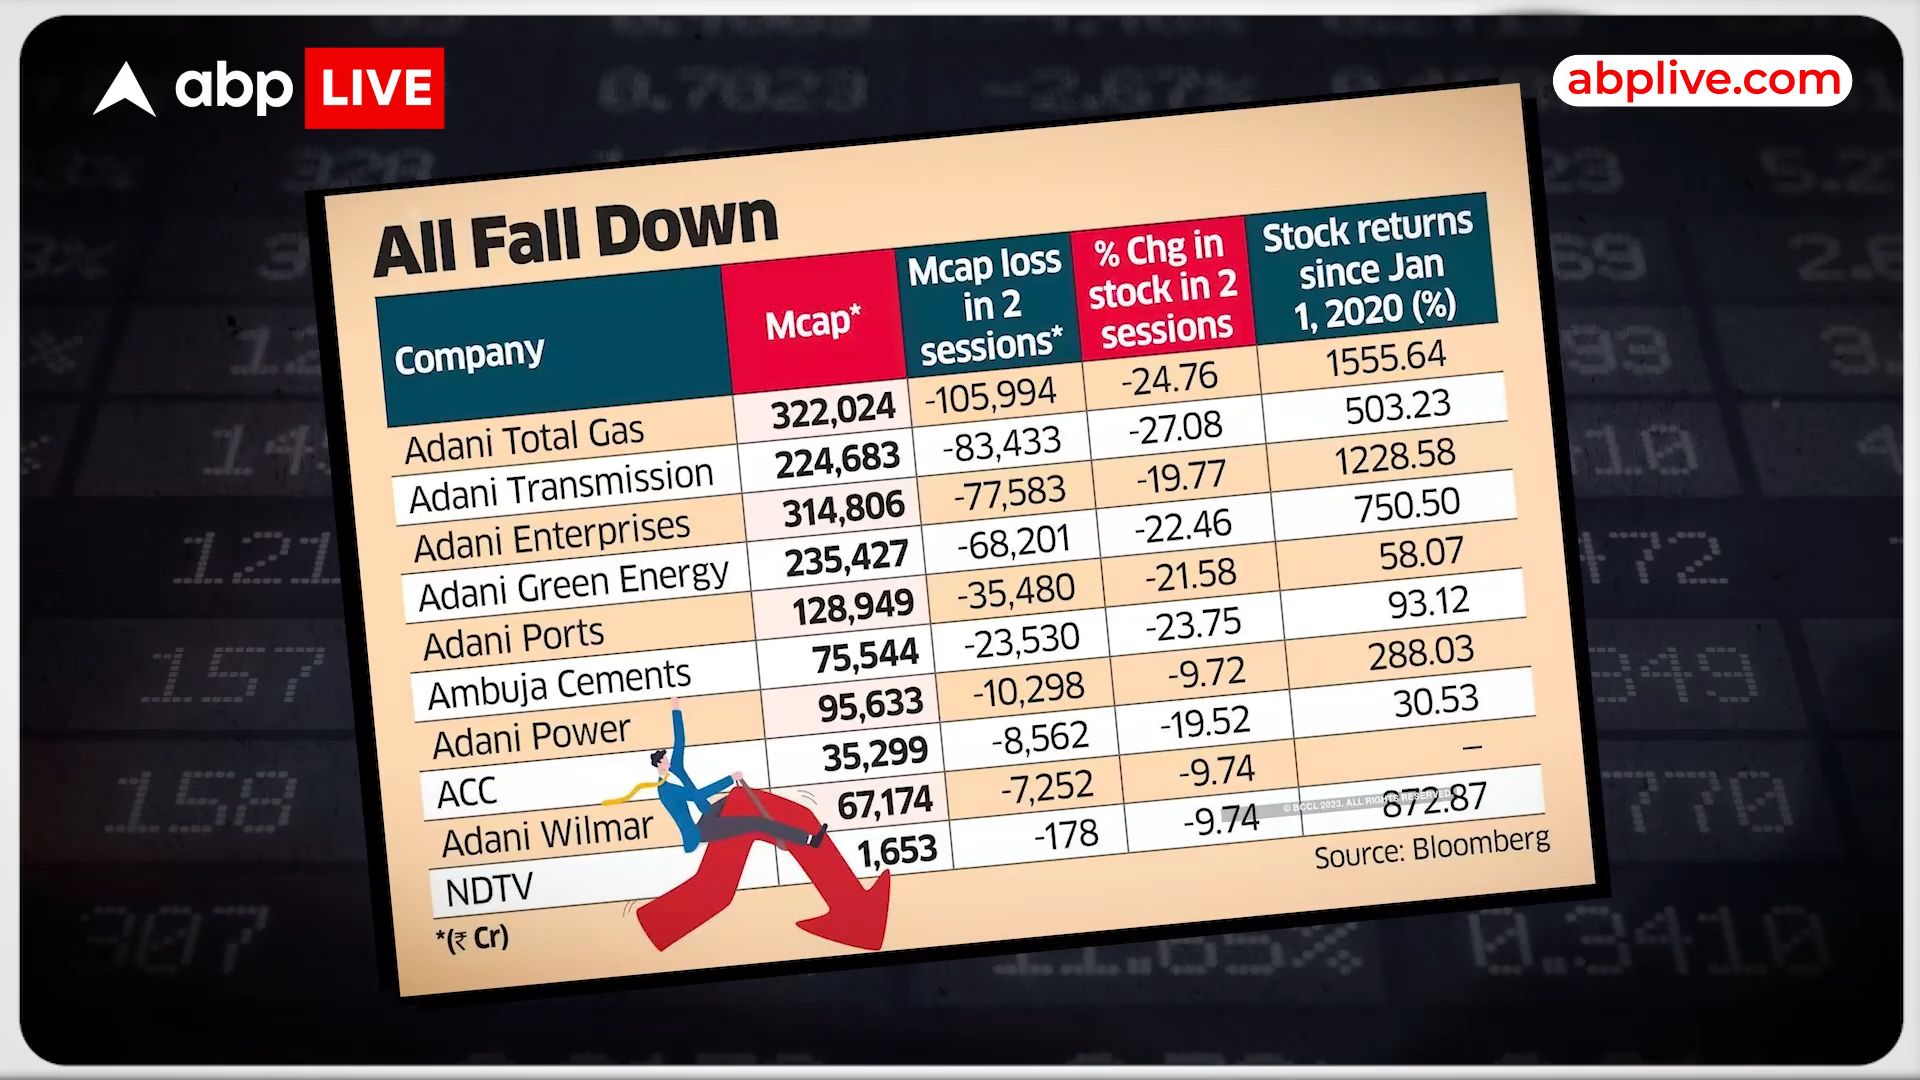 abp LIVE
abplive.com
All Fall Down
Company Mcap* Mcap loss in 2 sessions* % Chg in stock in 2 sessions Stock returns since Jan 1, 2020 (%)
Adani Total Gas 322,024 -105,994 -24.76 1555.64
Adani Transmission 224,683 -83,433 -27.08 503.23
Adani Enterprises 314,806 -77,583 -19.77 1228.58
Adani Green Energy 235,427 -68,201 -22.46 750.50
Adani Ports 128,949 -35,480 -21.58 58.07
Ambuja Cements 75,544 -23,530 -23.75 93.12
Adani Power 95,633 -10,298 -9.72 288.03
ACC 35,299 -8,562 -19.52 30.53
Adani Wilmar 67,174 -7,252 -9.74 –
NDTV 1,653 -178 -9.74 872.87
© BCCL 2023. ALL RIGHTS RESERVED.
*(₹ Cr)
Source: Bloomberg